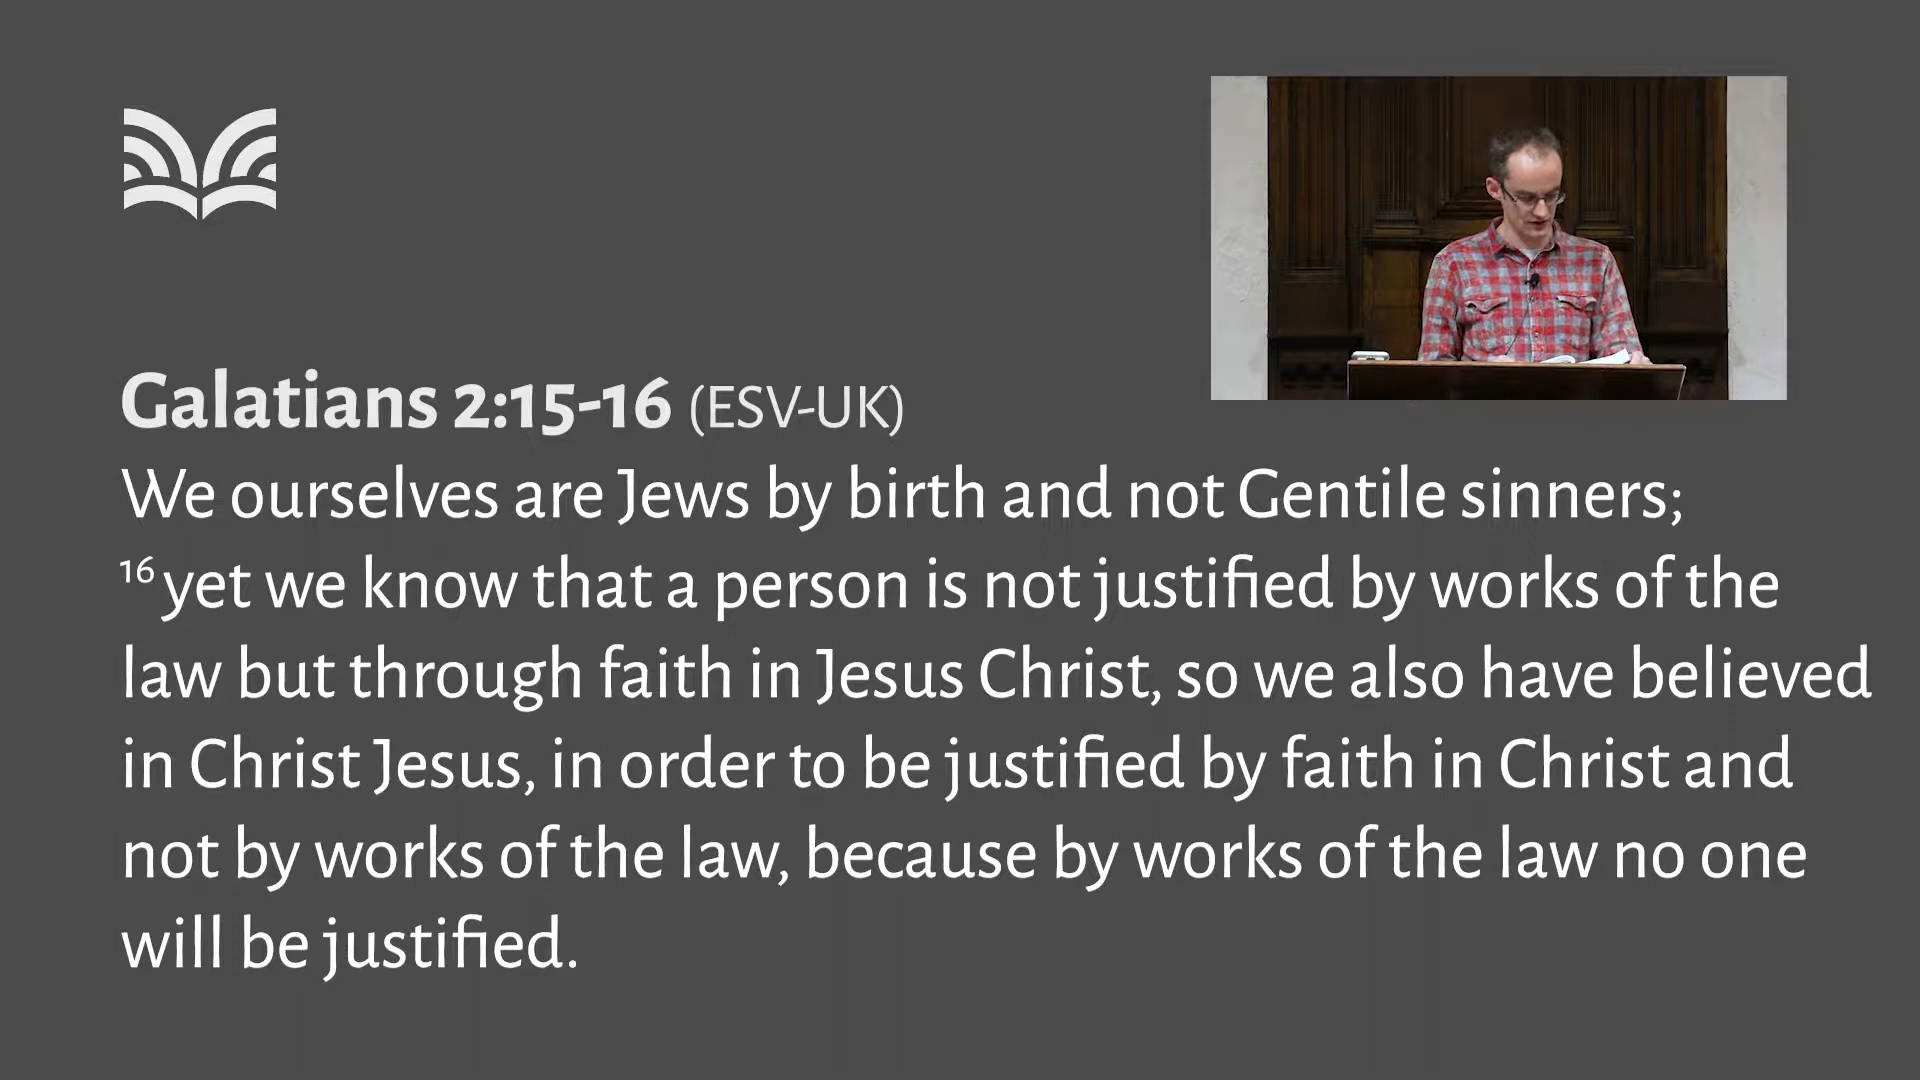 Galatians 2:15-16 (ESV-UK)
We ourselves are Jews by birth and not Gentile sinners;
16 yet we know that a person is not justified by works of the
law but through faith in Jesus Christ, so we also have believed
in Christ Jesus, in order to be justified by faith in Christ and
not by works of the law, because by works of the law no one
will be justified.